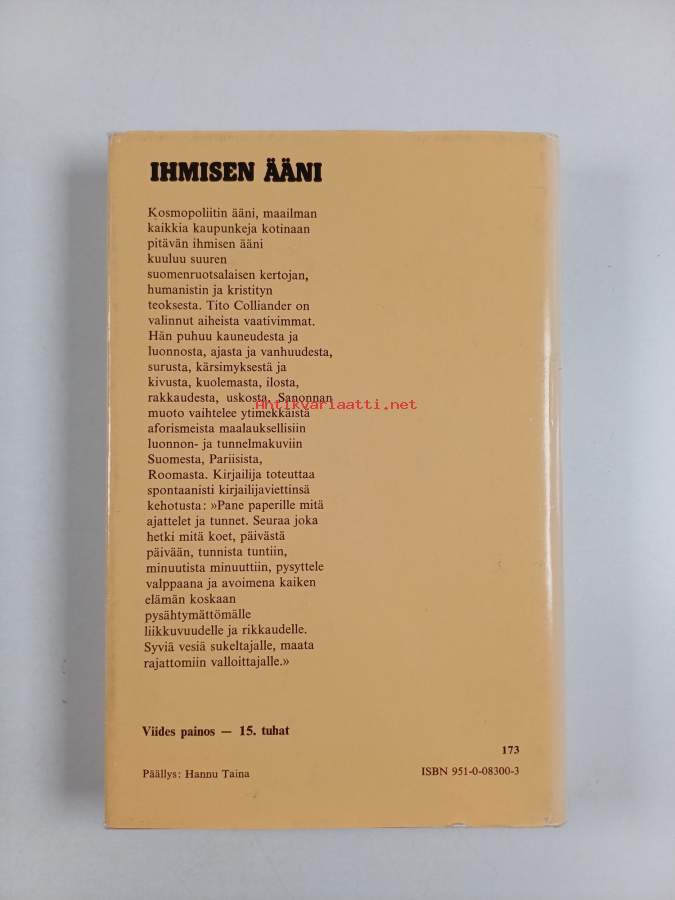 IHMISEN ÄÄNI
Kosmopoliitin ääni, maailman
kaikkia kaupunkeja kotinaan
pitävän ihmisen ääni
kuuluu suuren
suomenruotsalaisen kertojan,
humanistin ja kristityn
teoksesta. Tito Colliander on
valinnut aiheista vaativimmat.
Hän puhuu kauneudesta ja
luonnosta, ajasta ja vanhuudesta,
surusta, kärsimyksestä ja
kivusta, kuolemasta, ilosta,
rakkaudesta, uskosta. Sanonnan
Antikvariaatti.net
muoto vaihtelee ytimekkäistä
aforismeista maalauksellisiin
luonnon- ja tunnelmakuviin
Suomesta, Pariisista,
Roomasta. Kirjailija toteuttaa
spontaanisti kirjailijaviettinsä
kehotusta: »Pane paperille mitä
ajattelet ja tunnet. Seuraa joka
hetki mitä koet, päivästä
päivään, tunnista tuntiin,
minuutista minuuttiin, pysyttele
valppaana ja avoimena kaiken
elämän koskaan
pysähtymättömälle
liikkuvuudelle ja rikkaudelle.
Syviä vesiä sukeltajalle, maata
rajattomiin valloittajalle.»
Viides painos — 15. tuhat
173
Päällys: Hannu Taina
ISBN 951-0-08300-3